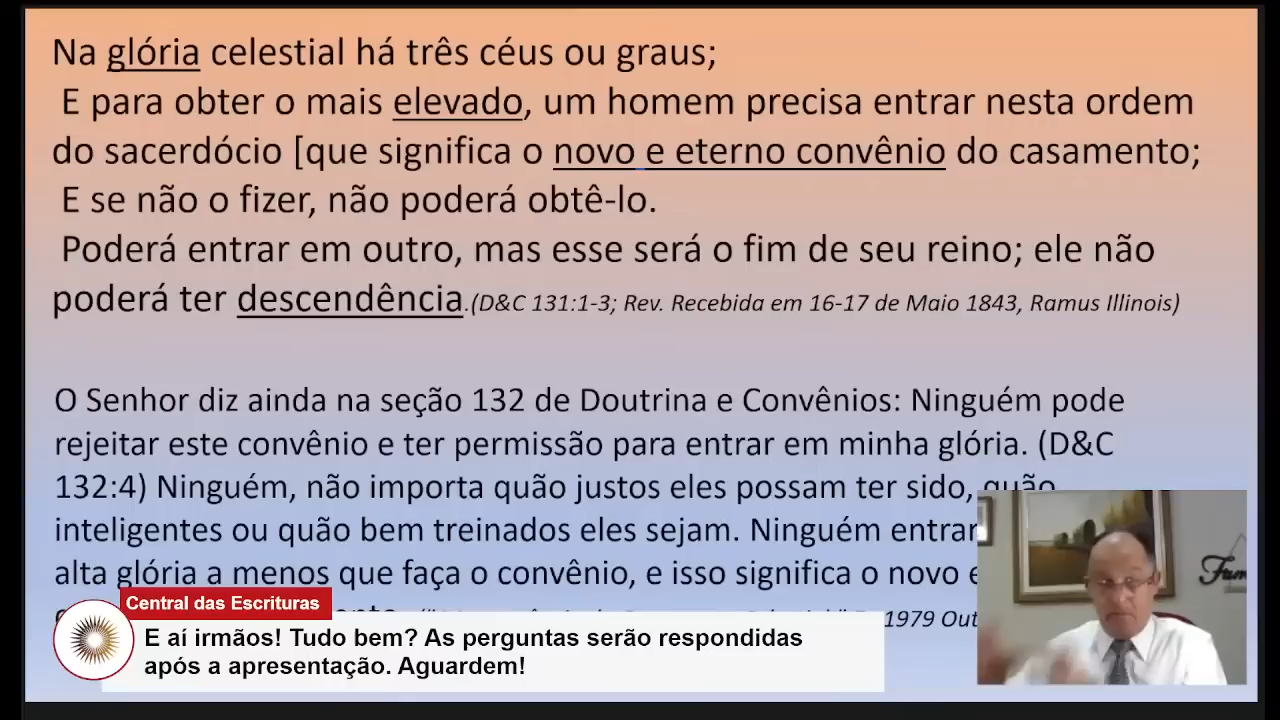 Na glória celestial há três céus ou graus;
E para obter o mais elevado, um homem precisa entrar nesta ordem
do sacerdócio [que significa o novo e eterno convênio do casamento;
E se não o fizer, não poderá obtê-lo.
Poderá entrar em outro, mas esse será o fim de seu reino; ele não
poderá ter descendência.(D&C 131:1-3; Rev. Recebida em 16-17 de Maio 1843, Ramus Illinois)
O Senhor diz ainda na seção 132 de Doutrina e Convênios: Ninguém pode
rejeitar este convênio e ter permissão para entrar em minha glória. (D&C
132:4) Ninguém, não importa quão justos eles possam ter sido, quão
inteligentes ou quão bem treinados eles sejam. Ninguém entrar
alta glória a menos que faça o convênio, e isso significa o novo e
1979 Out
Central das Escrituras
E aí irmãos! Tudo bem? As perguntas serão respondidas
após a apresentação. Aguardem!